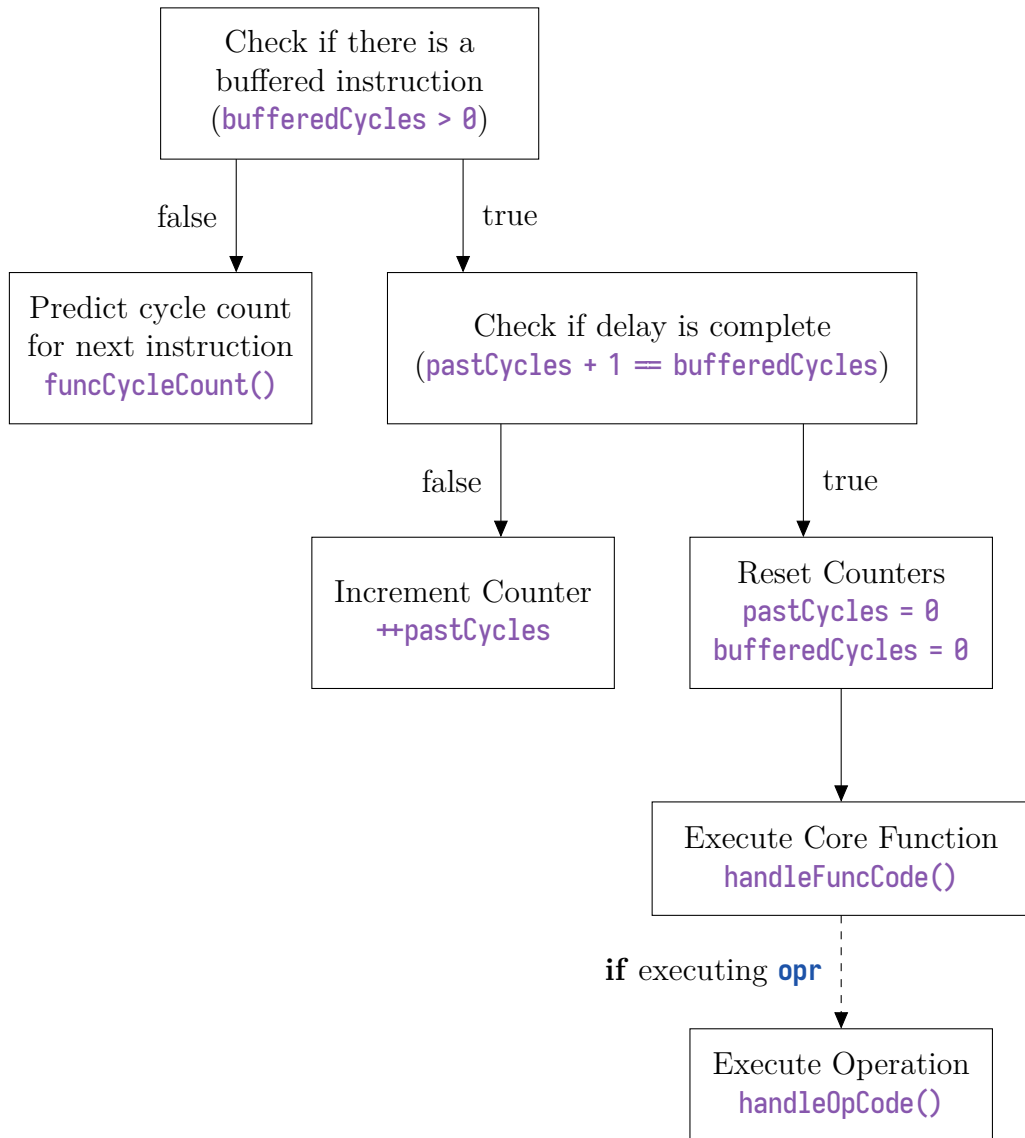 Check if there is a
buffered instruction
(bufferedCycles > 0)
false
true
Predict cycle count
for next instruction
funcCycleCount()
Check if delay is complete
(pastCycles + 1 == bufferedCycles)
false
true
Increment Counter
++pastCycles
Reset Counters
pastCycles = 0
bufferedCycles = 0
Execute Core Function
handleFuncCode()
if executing opr
Execute Operation
handleOpCode()